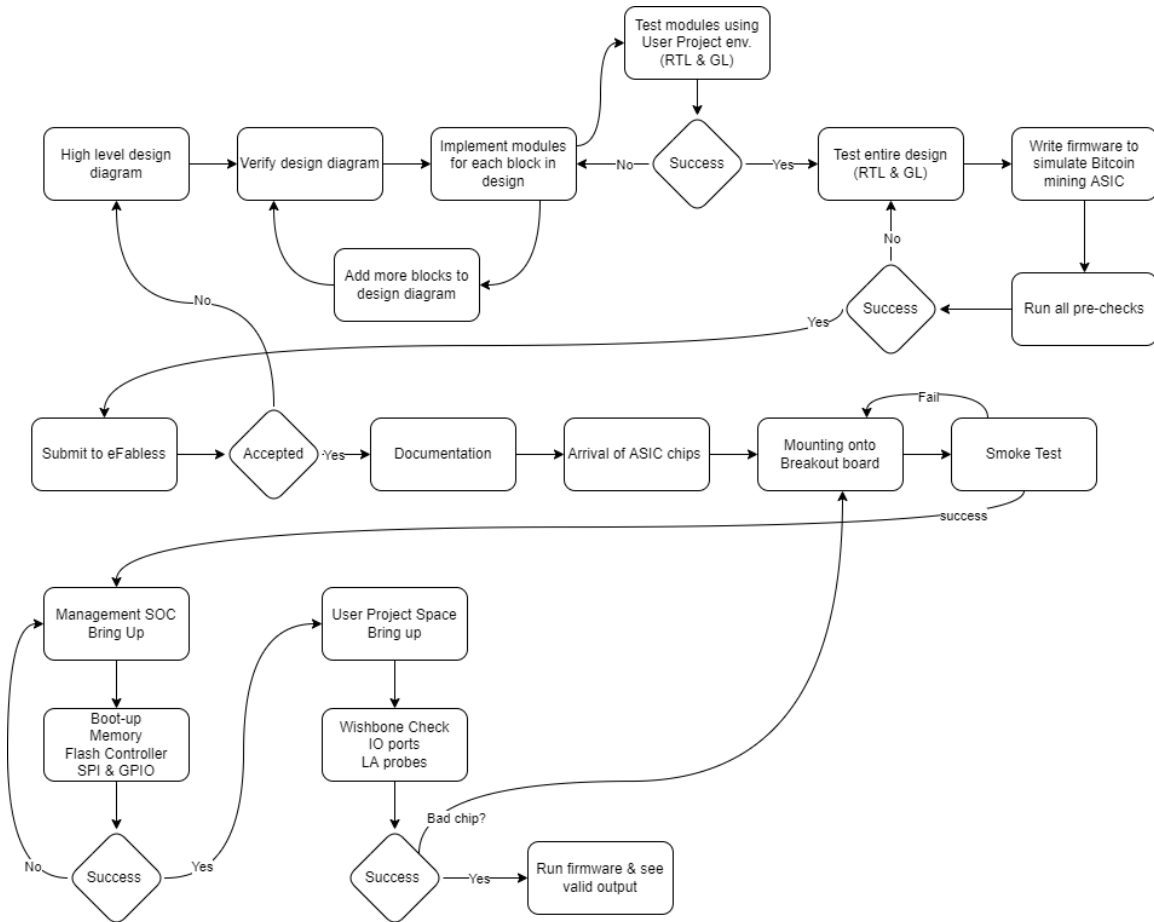 Test modules using
User Project env.
(RTL & GL)
High level design
diagram
Verify design diagram
Implement modules
for each block in
design
No
Success
Yes
Test entire design
(RTL & GL)
Write firmware to
simulate Bitcoin
mining ASIC
No
Add more blocks to
design diagram
No
Success
Run all pre-checks
Yes
Fail
Submit to eFabless
Accepted
Yes
Documentation
Arrival of ASIC chips
Mounting onto
Breakout board
Smoke Test
success
Management SOC
Bring Up
User Project Space
Bring up
Boot-up
Memory
Flash Controller
SPI & GPIO
Wishbone Check
IO ports
LA probes
Bad chip?
No
Success
Yes
Success
Yes
Run firmware & see
valid output